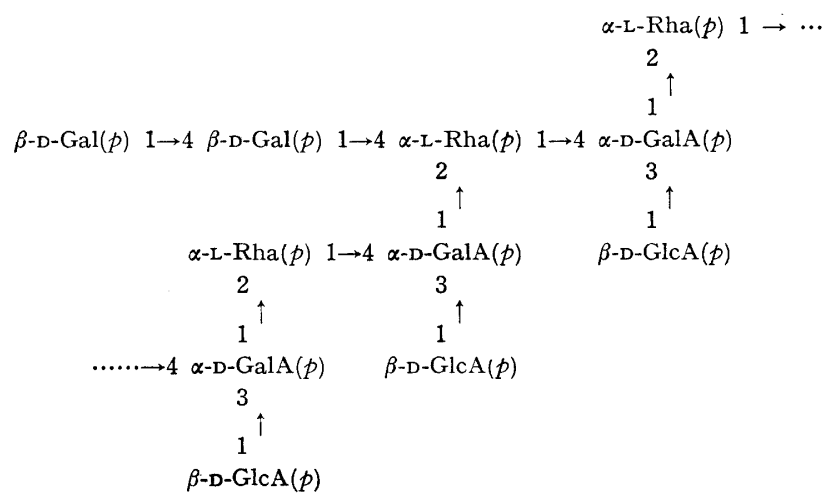 α-L-Rha(p) 1 → ···
2
↑
1
β-D-Gal(p) 1→4 β-D-Gal(p) 1→4 α-L-Rha(p) 1→4 α-D-GalA(p)
2 3
↑ ↑
1 1
α-L-Rha(p) 1→4 α-D-GalA(p) β-D-GlcA(p)
2 3
↑ ↑
1 1
······→4 α-D-GalA(p) β-D-GlcA(p)
3
↑
1
β-D-GlcA(p)